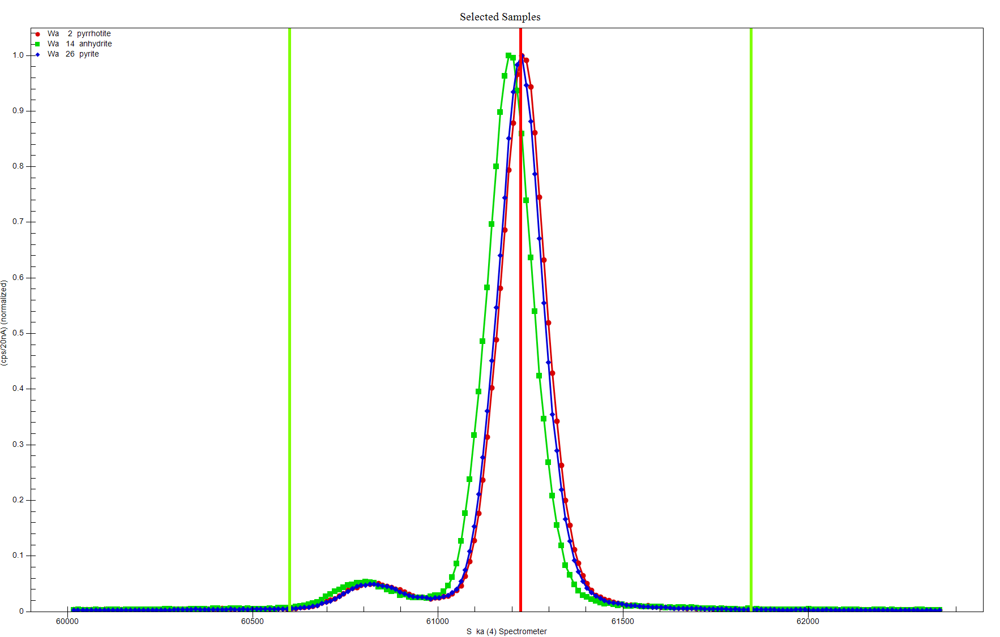 Selected Samples
Wa 2 pyrrhotite
Wa 14 anhydrite
Wa 26 pyrite
1.0
0.9
0.8
0.7
0.6
0.5
0.4
0.3
0.2
0.1
0
(cps/20nA) (normalized)
60000 60500 61000 61500 62000
S ka (4) Spectrometer